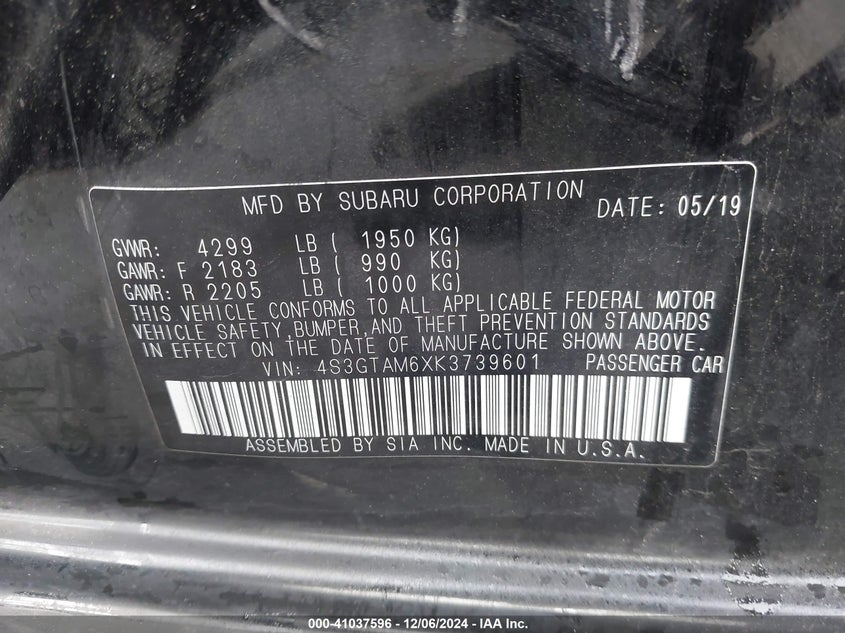 MFD BY SUBARU CORPORATION DATE: 05/19
GVWR: 4299 LB ( 1950 KG)
GAWR: F 2183 LB ( 990 KG)
GAWR: R 2205 LB ( 1000 KG)
THIS VEHICLE CONFORMS TO ALL APPLICABLE FEDERAL MOTOR
VEHICLE SAFETY,BUMPER,AND THEFT PREVENTION STANDARDS
IN EFFECT ON THE DATE OF MANUFACTURE SHOWN ABOVE.
VIN: 4S3GTAM6XK3739601 PASSENGER CAR
ASSEMBLED BY SIA INC. MADE IN U.S.A.
000-41037596 - 12/06/2024 - IAA Inc.